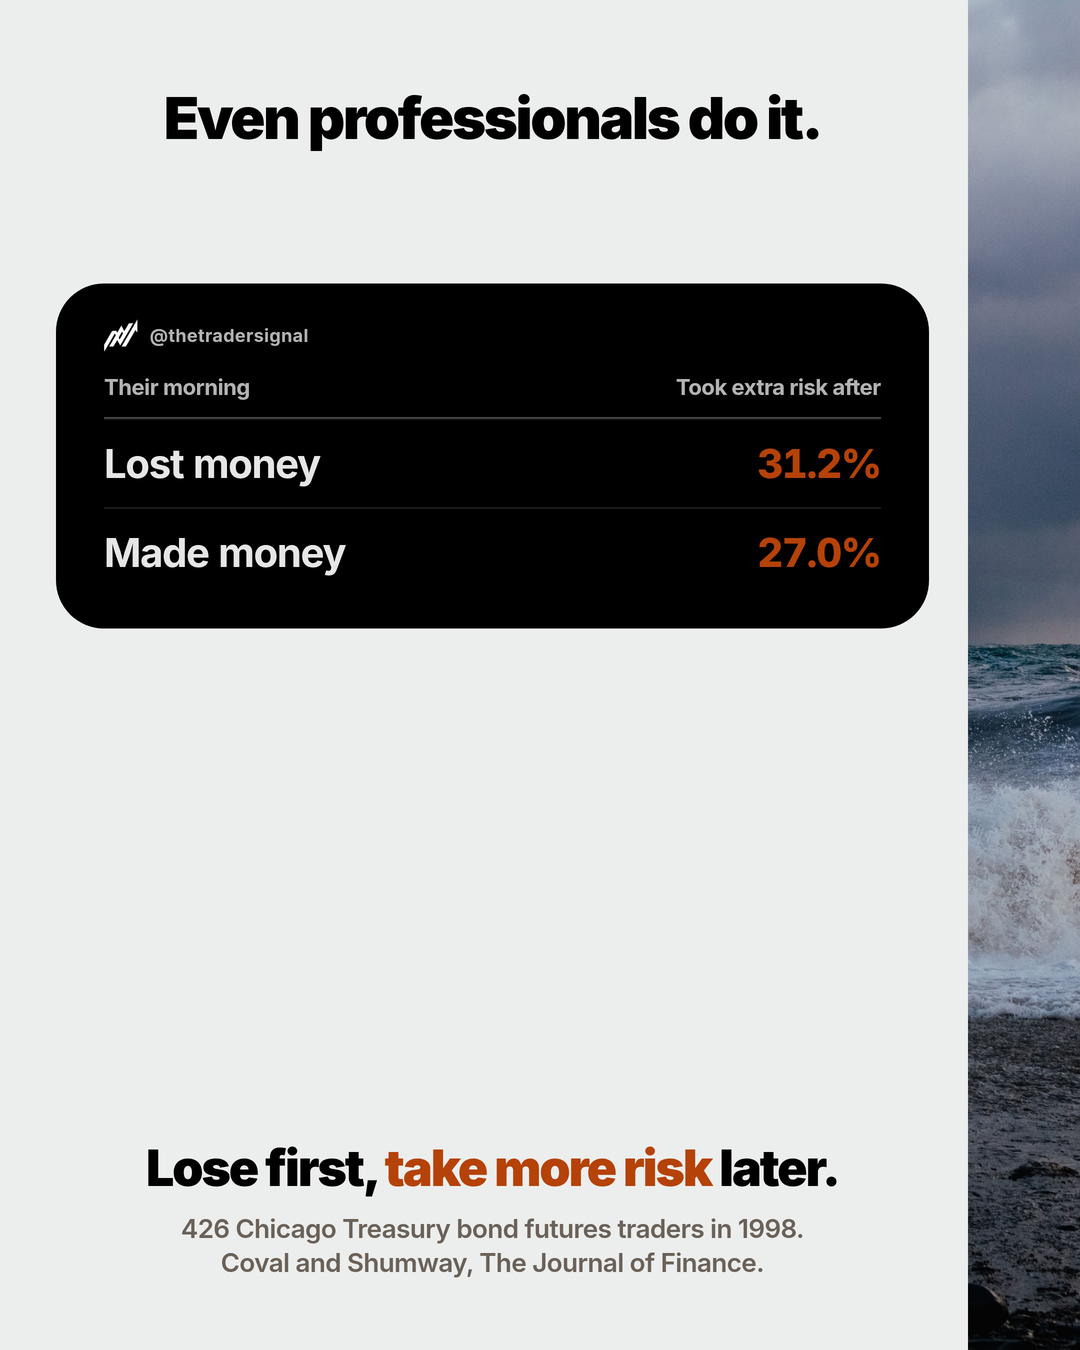 Even professionals do it.
@thetradersignal
Their morning Took extra risk after
Lost money 31.2%
Made money 27.0%
Lose first, take more risk later.
426 Chicago Treasury bond futures traders in 1998.
Coval and Shumway, The Journal of Finance.